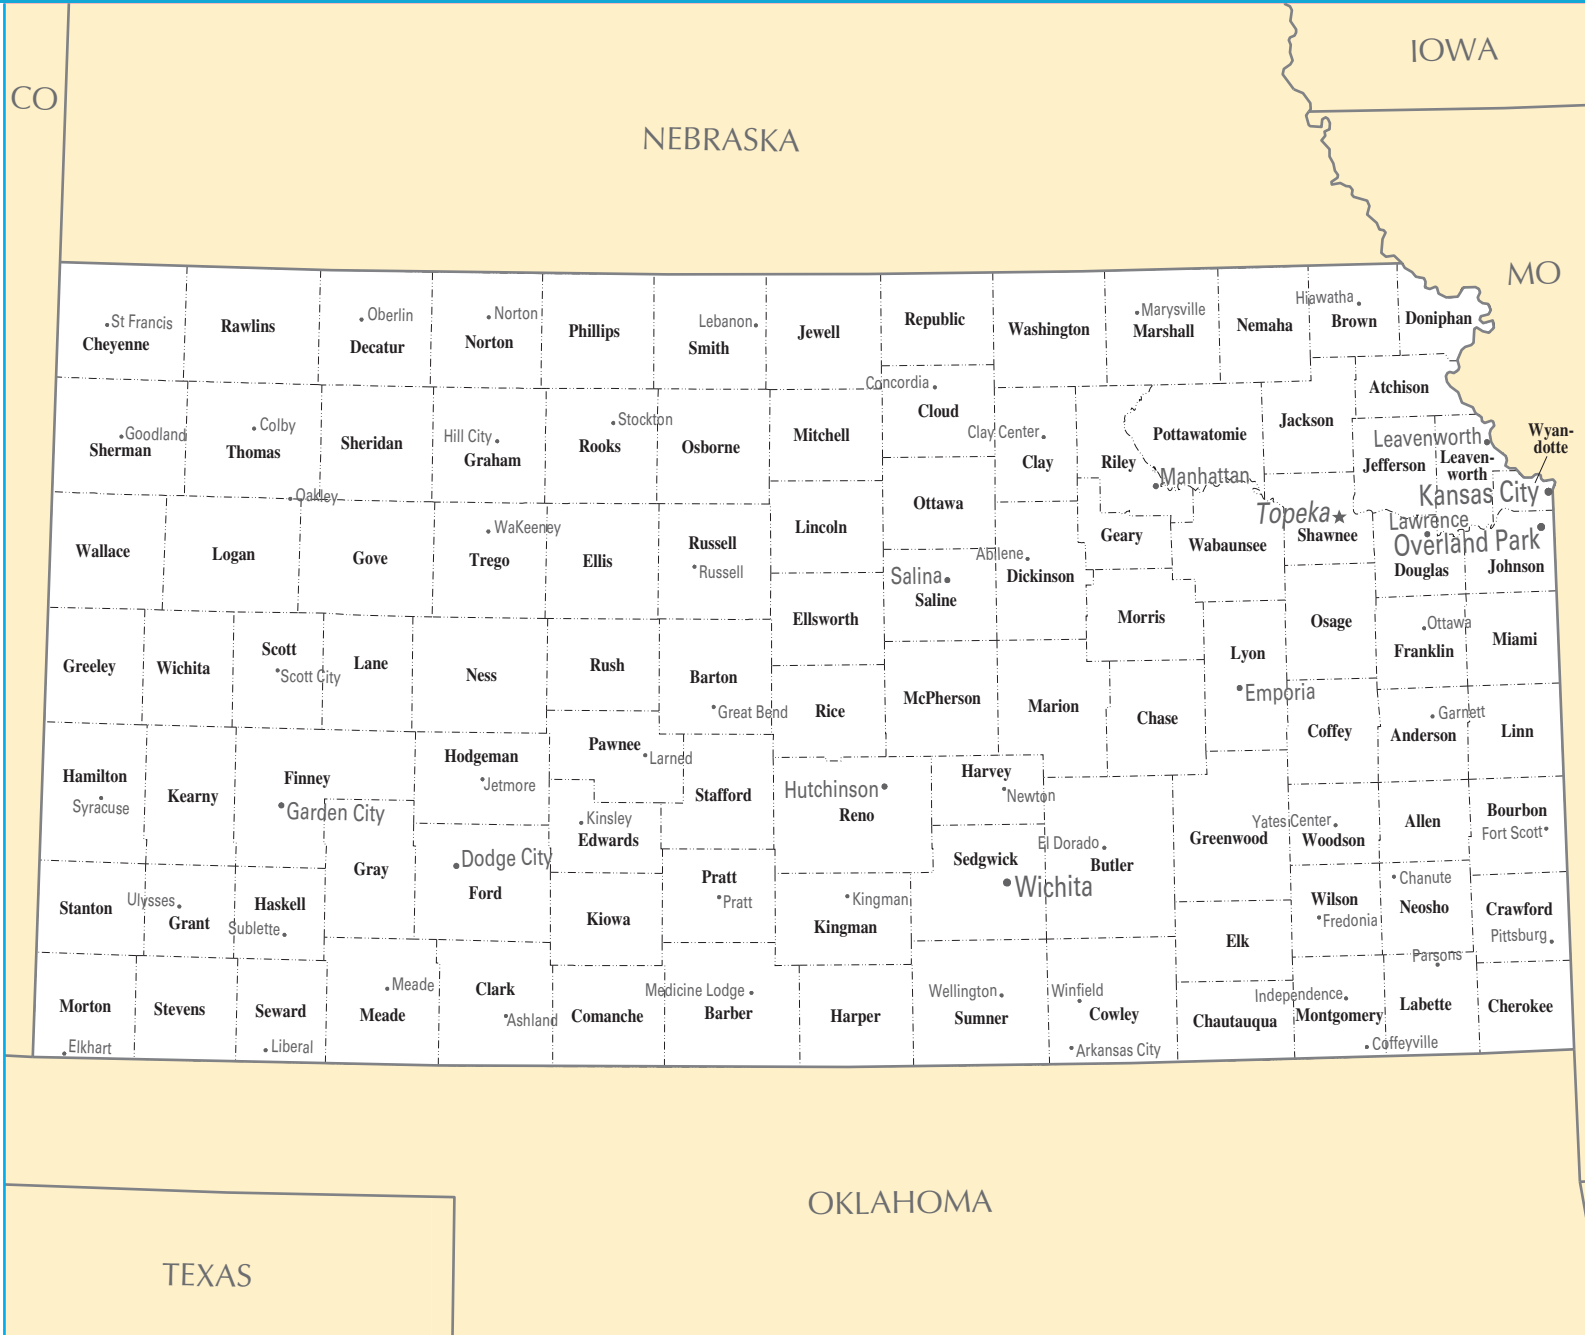 IOWA
CO
NEBRASKA
MO
St Francis
Cheyenne
Rawlins
Oberlin
Decatur
Norton
Norton
Phillips
Lebanon
Smith
Jewell
Republic
Washington
Marysville
Marshall
Nemaha
Hiawatha
Brown
Doniphan
Atchison
Goodland
Sherman
Colby
Thomas
Sheridan
Hill City
Graham
Stockton
Rooks
Osborne
Mitchell
Concordia
Cloud
Clay Center
Clay
Riley
Pottawatomie
Manhattan
Jackson
Jefferson
Leavenworth
Leaven-
worth
Wyan-
dotte
Kansas City
Oakley
Wallace
Logan
Gove
WaKeeney
Trego
Ellis
Russell
Russell
Lincoln
Ottawa
Abilene
Dickinson
Geary
Wabaunsee
Topeka
Shawnee
Lawrence
Overland Park
Douglas
Johnson
Salina
Saline
Ellsworth
Morris
Osage
Ottawa
Franklin
Miami
Greeley
Wichita
Scott
Scott City
Lane
Ness
Rush
Barton
Great Bend
Rice
McPherson
Marion
Chase
Lyon
Emporia
Coffey
Garnett
Anderson
Linn
Hamilton
Syracuse
Kearny
Finney
Garden City
Hodgeman
Jetmore
Pawnee
Larned
Stafford
Hutchinson
Reno
Harvey
Newton
Kinsley
Edwards
Sedgwick
Wichita
El Dorado
Butler
Greenwood
Yates Center
Woodson
Allen
Bourbon
Fort Scott
Stanton
Ulysses
Grant
Haskell
Sublette
Gray
Dodge City
Ford
Kiowa
Pratt
Pratt
Kingman
Kingman
Elk
Wilson
Fredonia
Chanute
Neosho
Crawford
Pittsburg
Parsons
Morton
Elkhart
Stevens
Seward
Liberal
Meade
Meade
Clark
Ashland
Comanche
Medicine Lodge
Barber
Harper
Wellington
Sumner
Winfield
Cowley
Arkansas City
Chautauqua
Independence
Montgomery
Coffeyville
Labette
Cherokee
OKLAHOMA
TEXAS